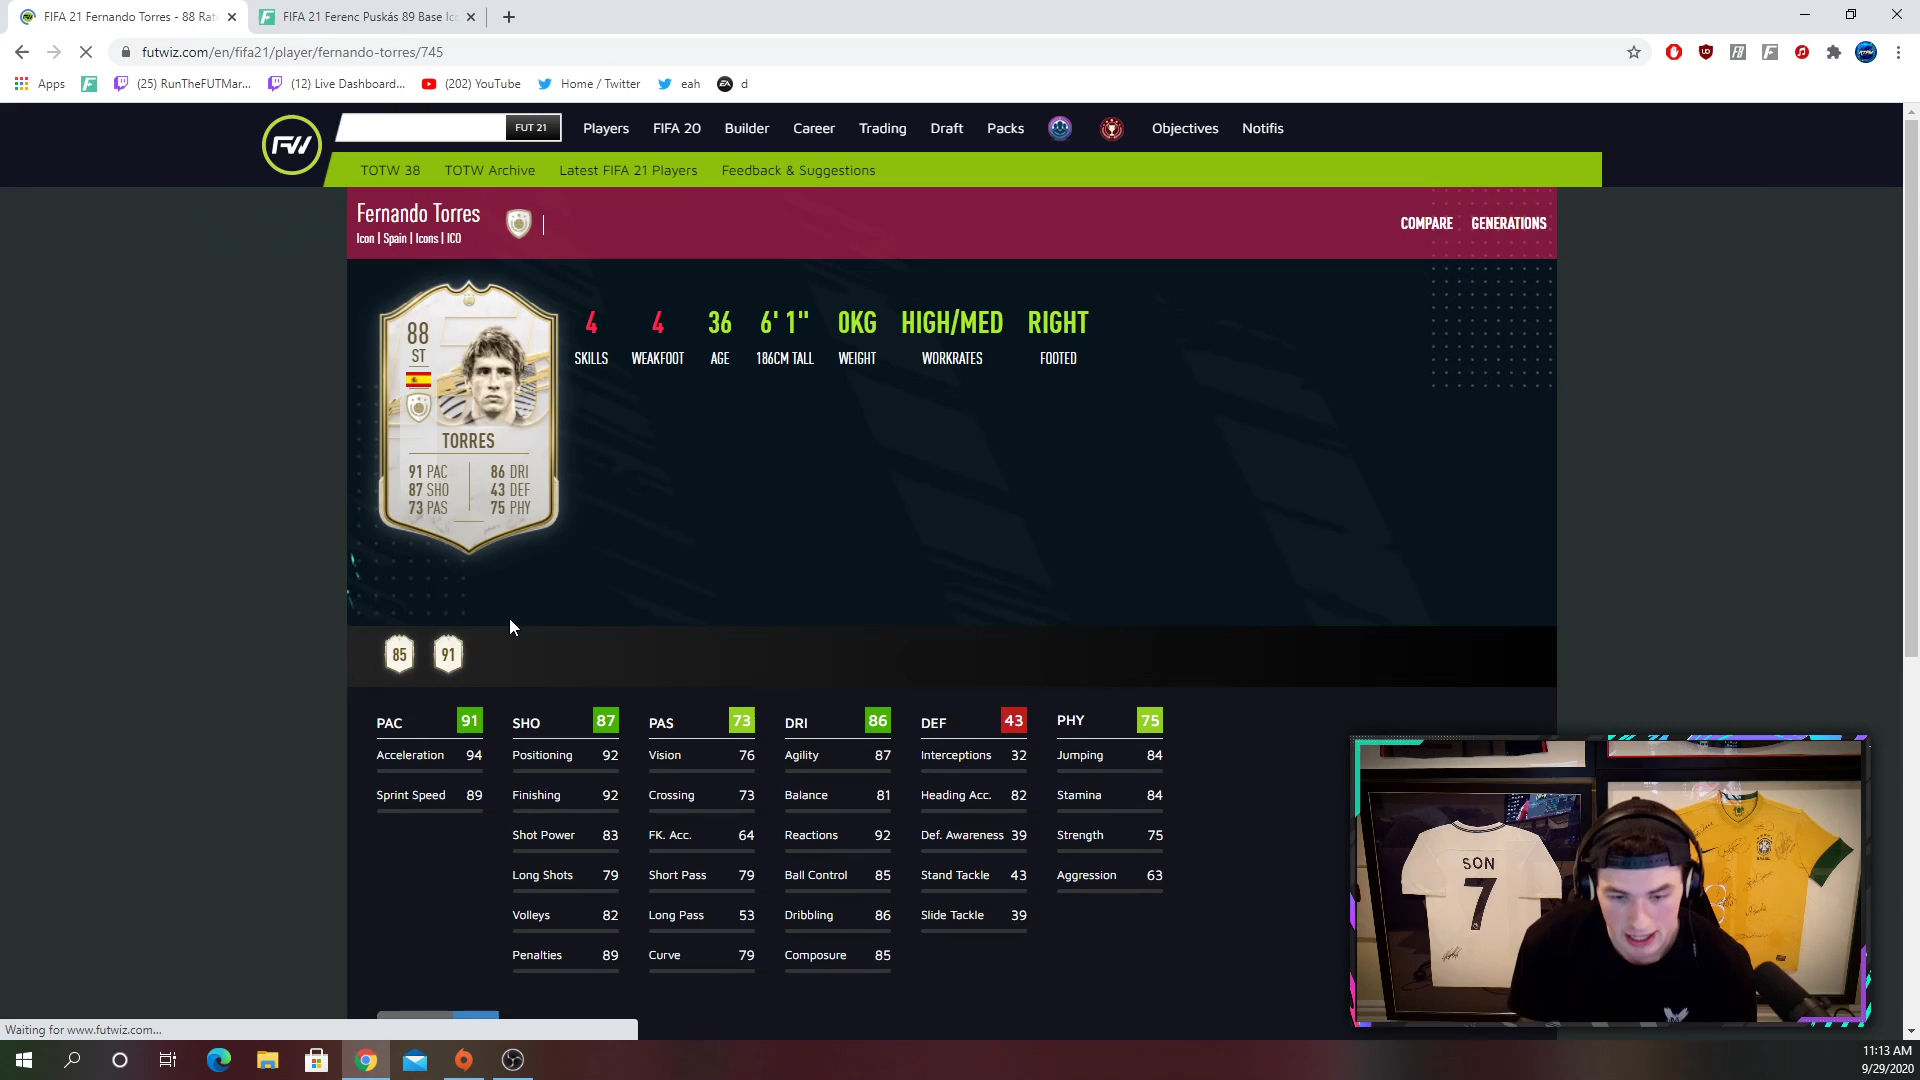 FIFA 21 Fernando Torres - 88 Rat
FIFA 21 Ferenc Puskás 89 Base Ic
futwiz.com/en/fifa21/player/fernando-torres/745
Apps
(25) RunTheFUTMar...
(12) Live Dashboard...
(202) YouTube
Home / Twitter
eah
EA
d
FW
FUT 21
Players
FIFA 20
Builder
Career
Trading
Draft
Packs
Objectives
Notifis
TOTW 38
TOTW Archive
Latest FIFA 21 Players
Feedback & Suggestions
Fernando Torres
Icon | Spain | Icons | ICO
COMPARE
GENERATIONS
88
ST
TORRES
91 PAC
86 DRI
87 SHO
43 DEF
73 PAS
75 PHY
4
SKILLS
4
WEAKFOOT
36
AGE
6' 1"
186CM TALL
0KG
WEIGHT
HIGH/MED
WORKRATES
RIGHT
FOOTED
85
91
PAC 91
Acceleration 94
Sprint Speed 89
SHO 87
Positioning 92
Finishing 92
Shot Power 83
Long Shots 79
Volleys 82
Penalties 89
PAS 73
Vision 76
Crossing 73
FK. Acc. 64
Short Pass 79
Long Pass 53
Curve 79
DRI 86
Agility 87
Balance 81
Reactions 92
Ball Control 85
Dribbling 86
Composure 85
DEF 43
Interceptions 32
Heading Acc. 82
Def. Awareness 39
Stand Tackle 43
Slide Tackle 39
PHY 75
Jumping 84
Stamina 84
Strength 75
Aggression 63
SON
7
Waiting for www.futwiz.com...
11:13 AM
9/29/2020